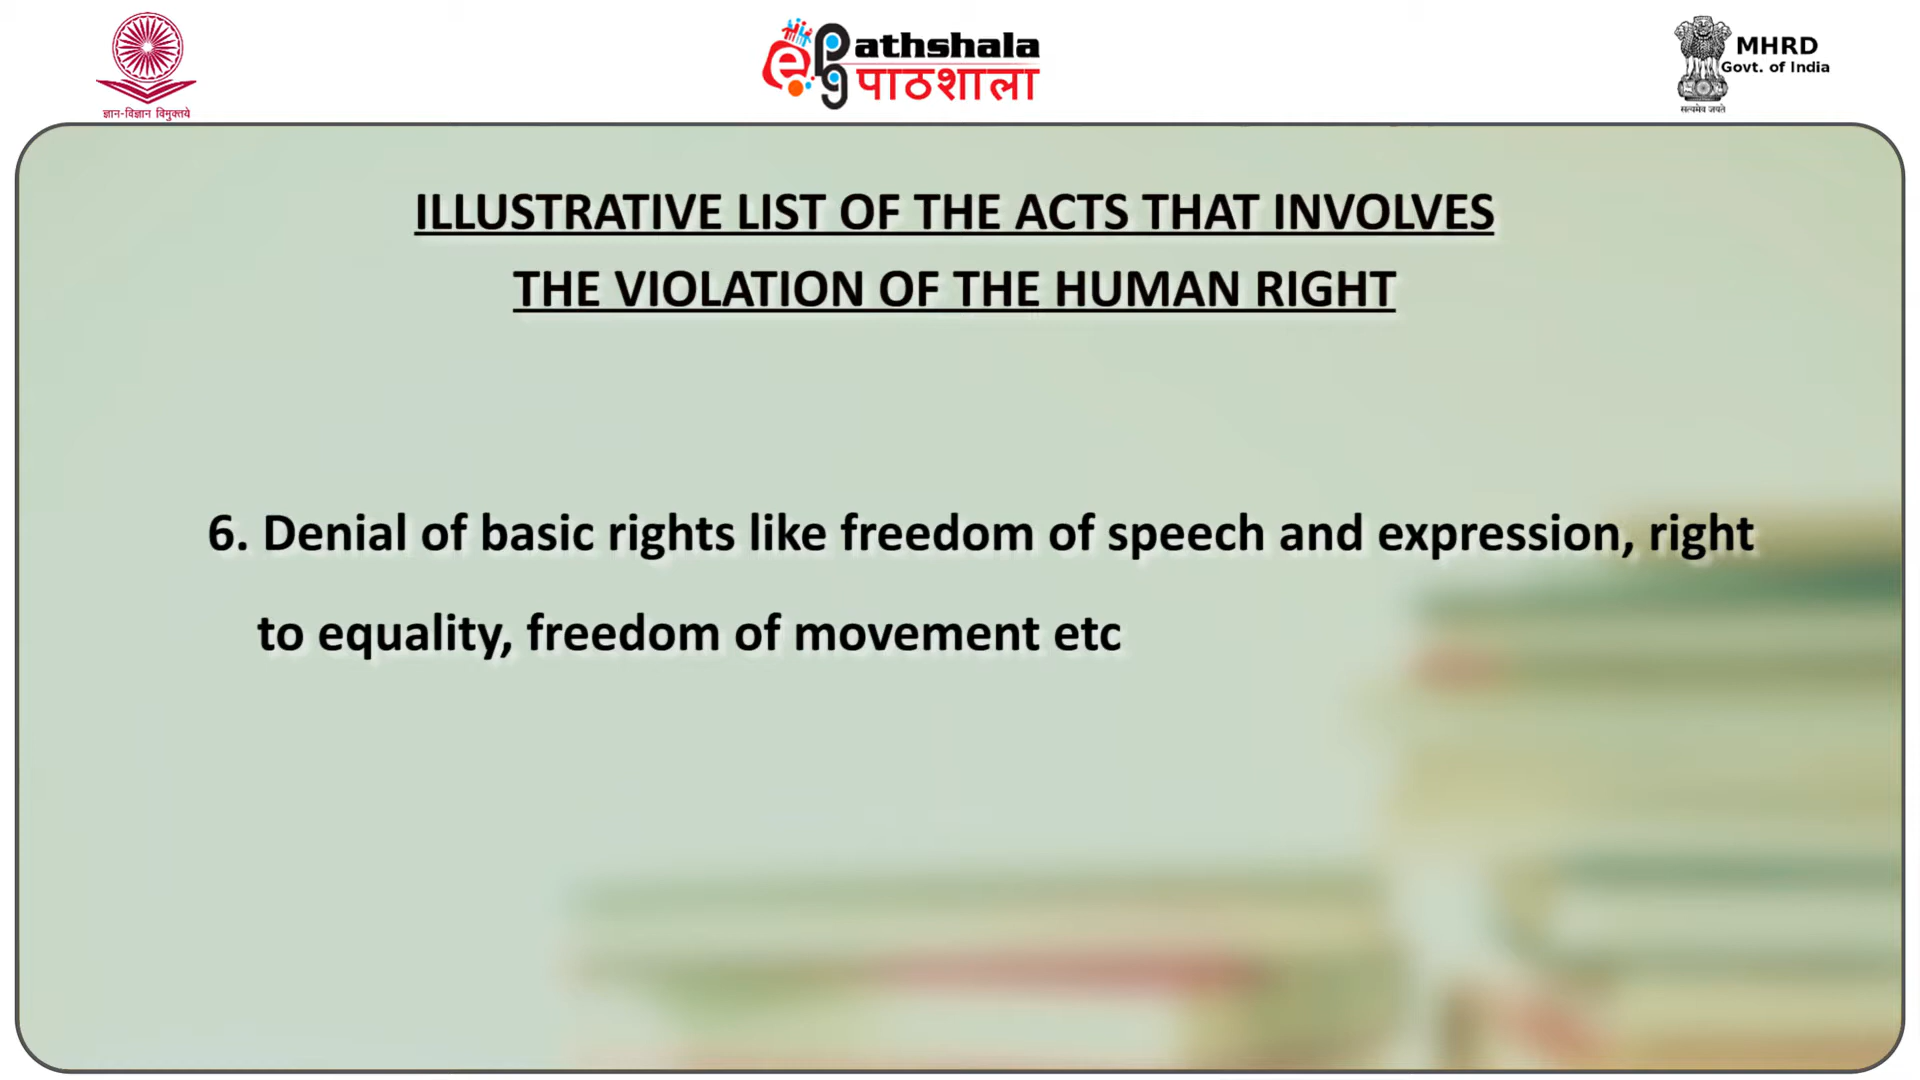 ज्ञान-विज्ञान विमुक्तये
e pg Pathshala
पाठशाला
MHRD
Govt. of India
सत्यमेव जयते
ILLUSTRATIVE LIST OF THE ACTS THAT INVOLVES
THE VIOLATION OF THE HUMAN RIGHT
6. Denial of basic rights like freedom of speech and expression, right
to equality, freedom of movement etc